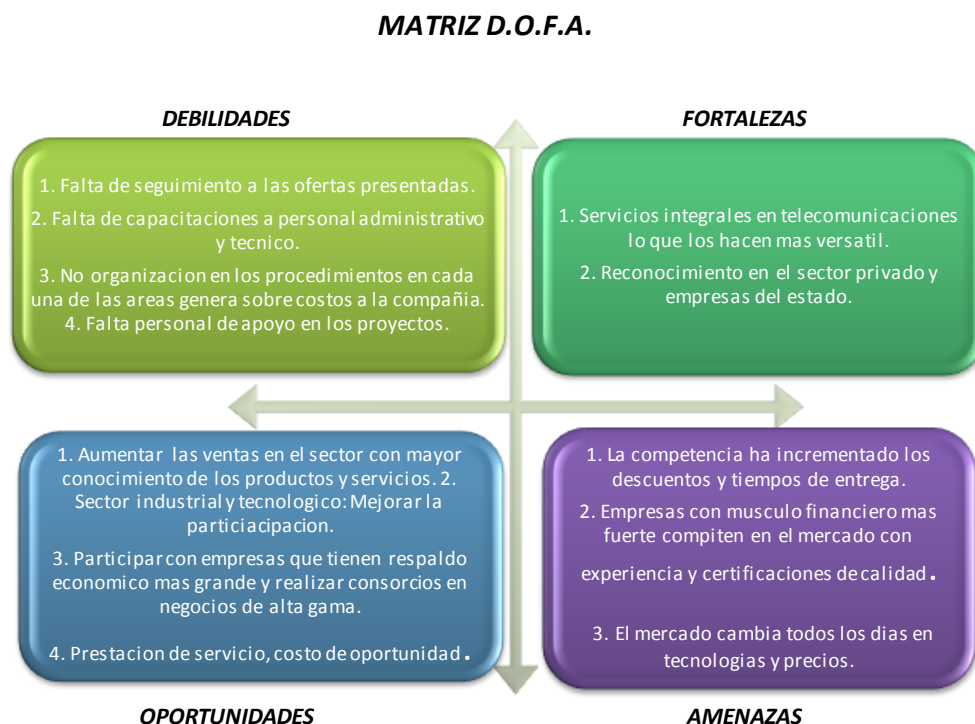 MATRIZ D.O.F.A.
DEBILIDADES
1. Falta de seguimiento a las ofertas presentadas.
2. Falta de capacitaciones a personal administrativo
y tecnico.
3. No organizacion en los procedimientos en cada
una de las areas genera sobre costos a la compañia.
4. Falta personal de apoyo en los proyectos.
FORTALEZAS
1. Servicios integrales en telecomunicaciones
lo que los hacen mas versatil.
2. Reconocimiento en el sector privado y
empresas del estado.
1. Aumentar las ventas en el sector con mayor
conocimiento de los productos y servicios. 2.
Sector industrial y tecnologico: Mejorar la
particiacipacion.
3. Participar con empresas que tienen respaldo
economico mas grande y realizar consorcios en
negocios de alta gama.
4. Prestacion de servicio, costo de oportunidad.
OPORTUNIDADES
1. La competencia ha incrementado los
descuentos y tiempos de entrega.
2. Empresas con musculo financiero mas
fuerte compiten en el mercado con
experiencia y certificaciones de calidad.
3. El mercado cambia todos los dias en
tecnologias y precios.
AMENAZAS